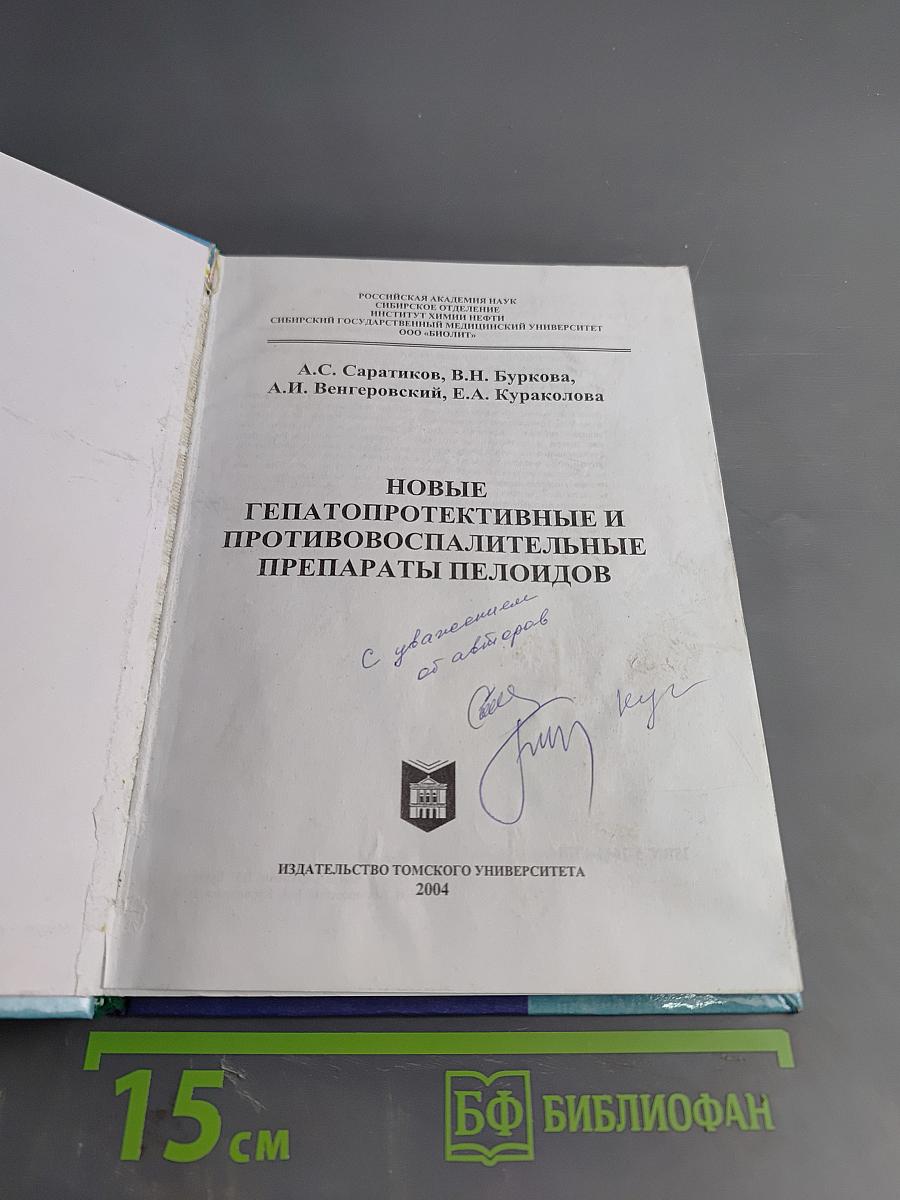 РОССИЙСКАЯ АКАДЕМИЯ НАУК
СИБИРСКОЕ ОТДЕЛЕНИЕ
ИНСТИТУТ ХИМИИ НЕФТИ
СИБИРСКИЙ ГОСУДАРСТВЕННЫЙ МЕДИЦИНСКИЙ УНИВЕРСИТЕТ
ООО «БИОЛИТ»
А.С. Саратиков, В.Н. Буркова,
А.И. Венгеровский, Е.А. Кураколова
НОВЫЕ
ГЕПАТОПРОТЕКТИВНЫЕ И
ПРОТИВОВОСПАЛИТЕЛЬНЫЕ
ПРЕПАРАТЫ ПЕЛОИДОВ
С уважением
от авторов
ИЗДАТЕЛЬСТВО ТОМСКОГО УНИВЕРСИТЕТА
2004
15 см
БФ БИБЛИОФАН